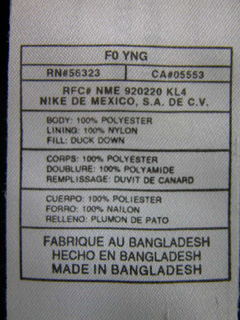 F0 YNG
RN#56323 CA#05553
RFC# NME 920220 KL4
NIKE DE MEXICO, S.A. DE C.V.
BODY: 100% POLYESTER
LINING: 100% NYLON
FILL: DUCK DOWN
CORPS: 100% POLYESTER
DOUBLURE: 100% POLYAMIDE
REMPLISSAGE: DUVIT DE CANARD
CUERPO: 100% POLIESTER
FORRO: 100% NAILON
RELLENO: PLUMON DE PATO
FABRIQUE AU BANGLADESH
HECHO EN BANGLADESH
MADE IN BANGLADESH